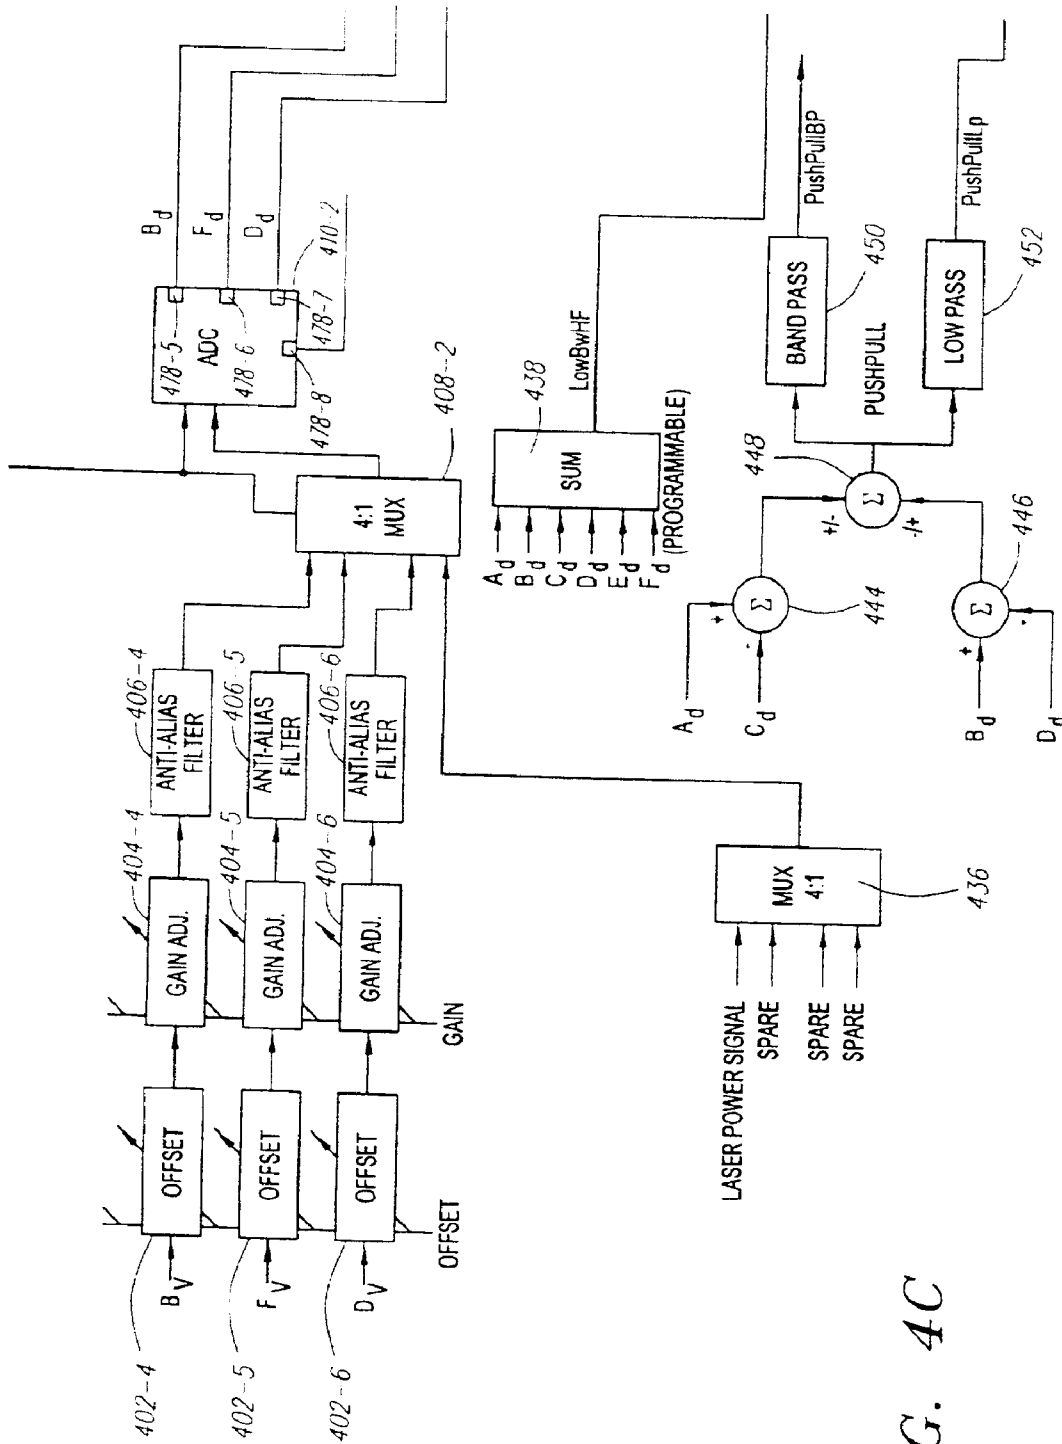 B_V
402-4
OFFSET
GAIN ADJ.
404-4
ANTI-ALIAS
FILTER
406-4
F_V
402-5
OFFSET
GAIN ADJ.
404-5
ANTI-ALIAS
FILTER
406-5
D_V
402-6
OFFSET
GAIN ADJ.
404-6
ANTI-ALIAS
FILTER
406-6
OFFSET
GAIN
4:1
MUX
408-2
ADC
478-5
478-6
478-7
478-8
410-2
B_d
F_d
D_d
LASER POWER SIGNAL
SPARE
SPARE
SPARE
MUX
4:1
436
A_d
B_d
C_d
D_d
E_d
F_d
(PROGRAMMABLE)
SUM
438
LowBwHF
A_d
+
C_d
-
Σ
444
B_d
+
D_d
-
Σ
446
+/-
-/+
Σ
448
PUSHPULL
BAND PASS
450
PushPullBP
LOW PASS
452
PushPullLp
G. 4C